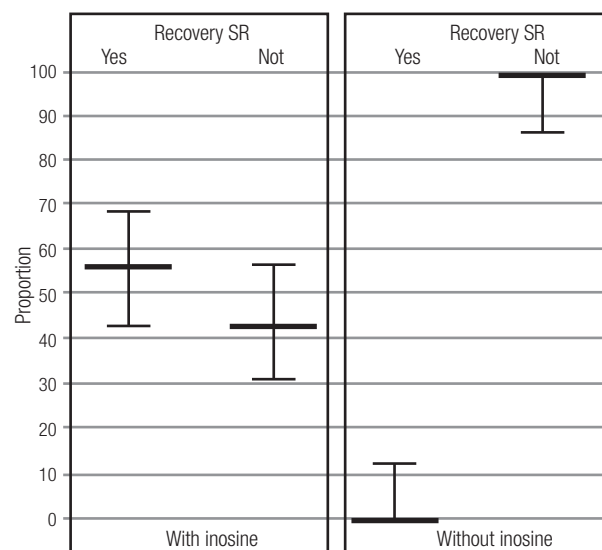 Recovery SR
Yes Not
Recovery SR
Yes Not
100
90
80
70
60
50
40
30
20
10
0
Proportion
With inosine
Without inosine